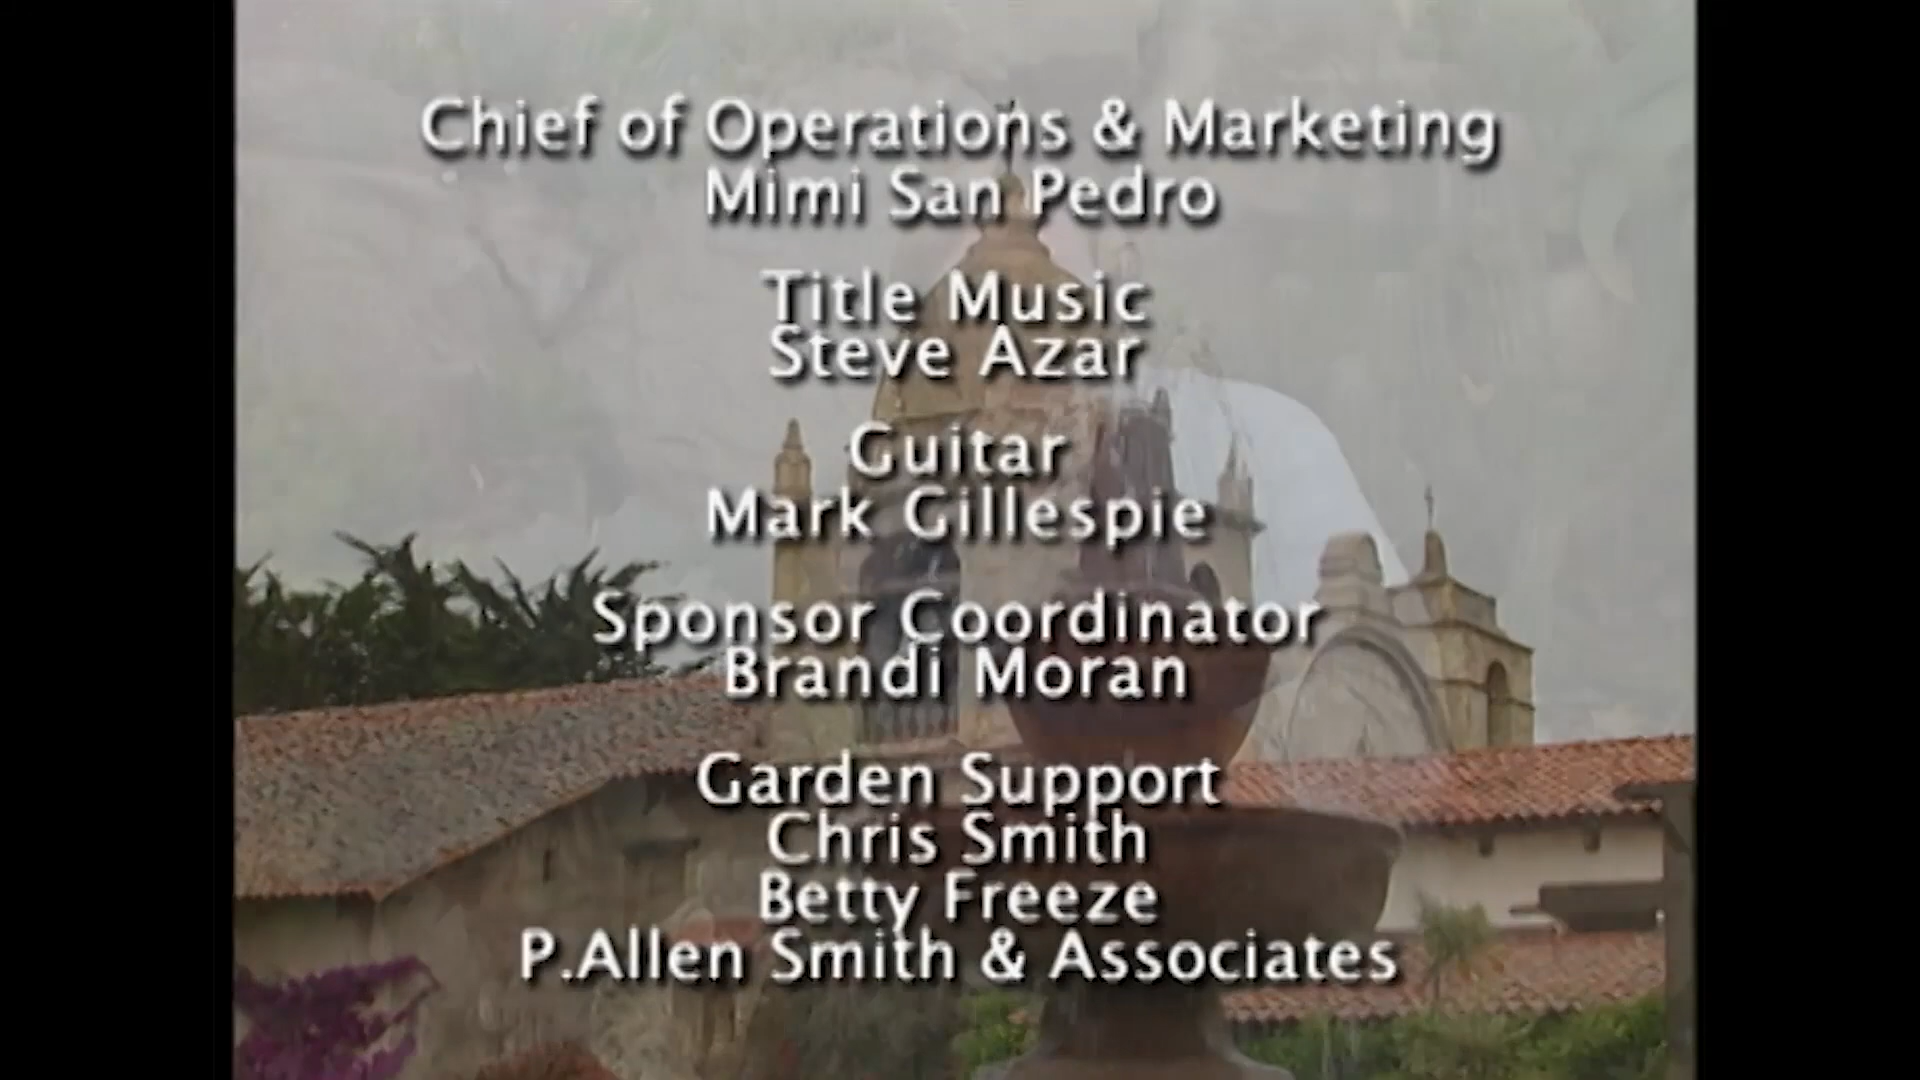 Chief of Operations & Marketing
Mimi San Pedro
Title Music
Steve Azar
Guitar
Mark Gillespie
Sponsor Coordinator
Brandi Moran
Garden Support
Chris Smith
Betty Freeze
P.Allen Smith & Associates